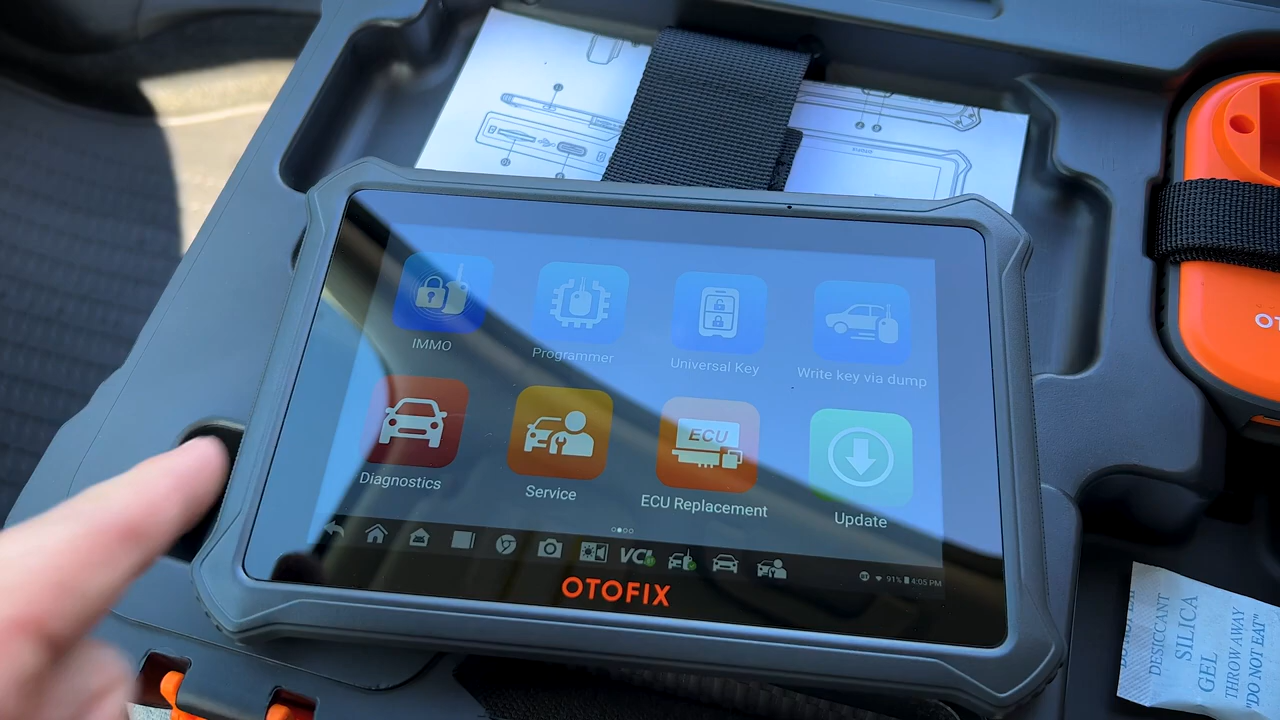 IMMO
Programmer
Universal Key
Write key via dump
ECU
Diagnostics
Service
ECU Replacement
Update
VCI
91%
4:05 PM
OTOFIX
OT
DESICCANT
SILICA
GEL
THROW AWAY
"DO NOT EAT"